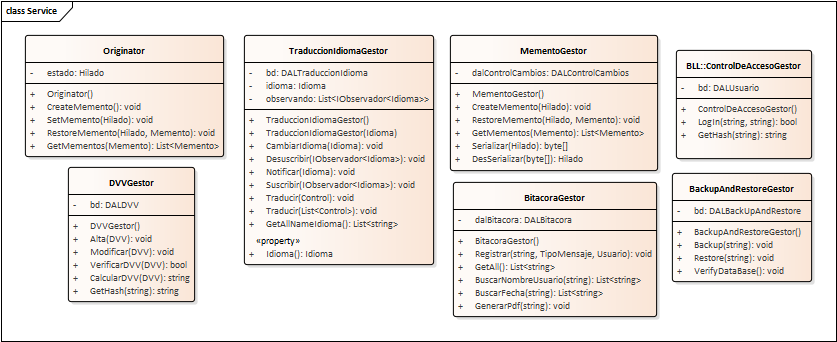 class Service
Originator
- estado: Hilado
+ Originator()
+ CreateMemento(): void
+ SetMemento(Hilado): void
+ RestoreMemento(Hilado, Memento): void
+ GetMementos(Memento): List<Memento>
TraduccionIdiomaGestor
- bd: DALTraduccionIdioma
- idioma: Idioma
- observando: List<IObservador<Idioma>>
+ TraduccionIdiomaGestor()
+ TraduccionIdiomaGestor(Idioma)
+ CambiarIdioma(Idioma): void
+ Desuscribir(IObservador<Idioma>): void
+ Notificar(Idioma): void
+ Suscribir(IObservador<Idioma>): void
+ Traducir(Control): void
+ Traducir(List<Control>): void
+ GetAllNameIdioma(): List<string>
«property»
+ Idioma(): Idioma
MementoGestor
- dalControlCambios: DALControlCambios
+ MementoGestor()
+ CreateMemento(Hilado): void
+ RestoreMemento(Hilado, Memento): void
+ GetMementos(Memento): List<Memento>
+ Serializar(Hilado): byte[]
+ DesSerializar(byte[]): Hilado
BLL::ControlDeAccesoGestor
- bd: DALUsuario
+ ControlDeAccesoGestor()
+ LogIn(string, string): bool
+ GetHash(string): string
DVVGestor
- bd: DALDVV
+ DVVGestor()
+ Alta(DVV): void
+ Modificar(DVV): void
+ VerificarDVV(DVV): bool
+ CalcularDVV(DVV): string
+ GetHash(string): string
BitacoraGestor
- dalBitacora: DALBitacora
+ BitacoraGestor()
+ Registrar(string, TipoMensaje, Usuario): void
+ GetAll(): List<string>
+ BuscarNombreUsuario(string): List<string>
+ BuscarFecha(string): List<string>
+ GenerarPdf(string): void
BackupAndRestoreGestor
- bd: DALBackUpAndRestore
+ BackupAndRestoreGestor()
+ Backup(string): void
+ Restore(string): void
+ VerifyDataBase(): void